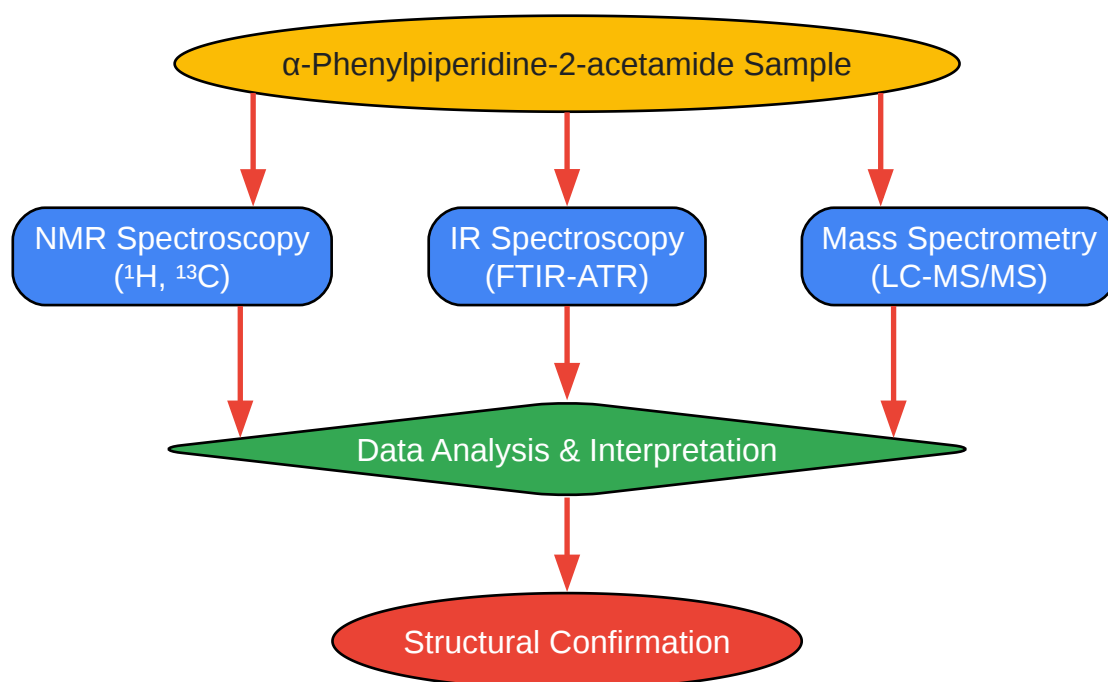 α-Phenylpiperidine-2-acetamide Sample
NMR Spectroscopy
(¹H, ¹³C)
IR Spectroscopy
(FTIR-ATR)
Mass Spectrometry
(LC-MS/MS)
Data Analysis & Interpretation
Structural Confirmation